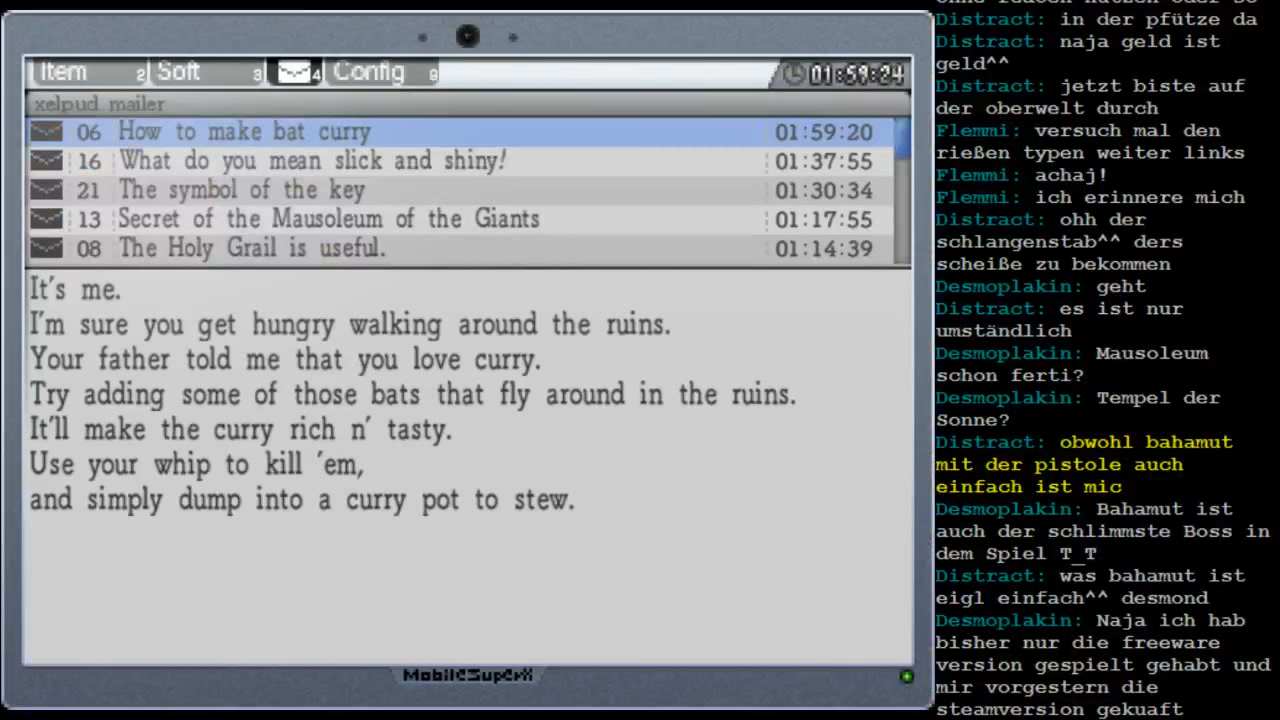 Item 2 Soft 3 4 Config 9 01:59:24
xelpud mailer
06 How to make bat curry 01:59:20
16 What do you mean slick and shiny! 01:37:55
21 The symbol of the key 01:30:34
13 Secret of the Mausoleum of the Giants 01:17:55
08 The Holy Grail is useful. 01:14:39
It's me.
I'm sure you get hungry walking around the ruins.
Your father told me that you love curry.
Try adding some of those bats that fly around in the ruins.
It'll make the curry rich n' tasty.
Use your whip to kill 'em,
and simply dump into a curry pot to stew.
MobileSuperX
Distract: in der pfütze da
Distract: naja geld ist
geld^^
Distract: jetzt biste auf
der oberwelt durch
Flemmi: versuch mal den
rießen typen weiter links
Flemmi: achaj!
Flemmi: ich erinnere mich
Distract: ohh der
schlangenstab^^ ders
scheiße zu bekommen
Desmoplakin: geht
Distract: es ist nur
umständlich
Desmoplakin: Mausoleum
schon ferti?
Desmoplakin: Tempel der
Sonne?
Distract: obwohl bahamut
mit der pistole auch
einfach ist mic
Desmoplakin: Bahamut ist
auch der schlimmste Boss in
dem Spiel T_T
Distract: was bahamut ist
eigl einfach^^ desmond
Desmoplakin: Naja ich hab
bisher nur die freeware
version gespielt gehabt und
mir vorgestern die
steamversion gekuaft